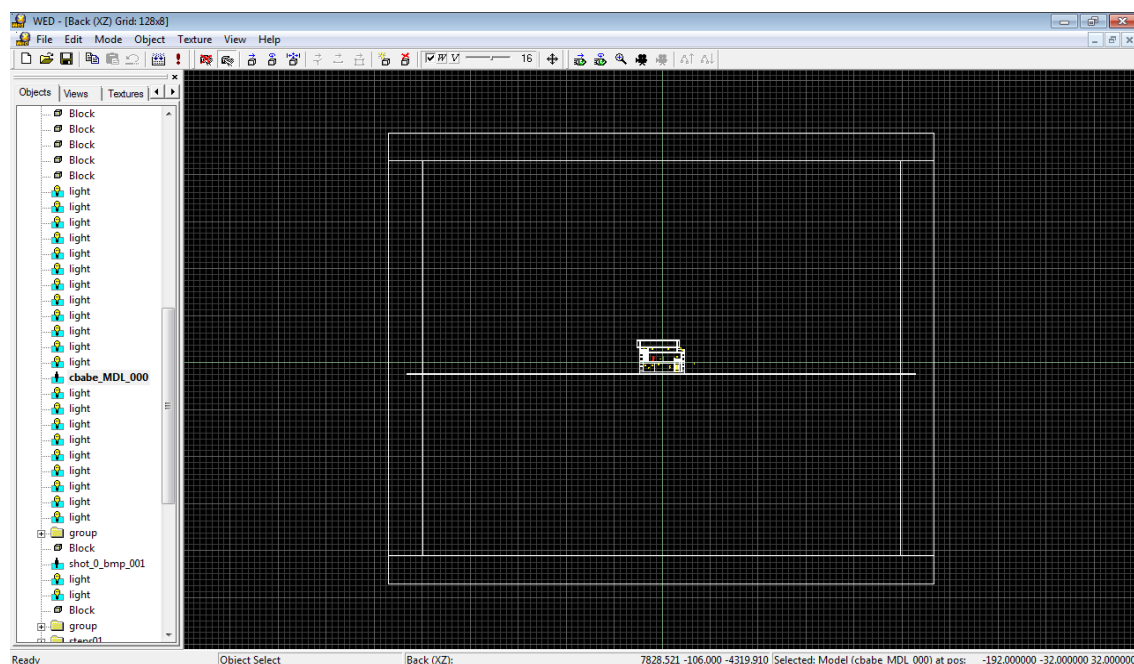 WED - [Back (XZ) Grid: 128x8]
File Edit Mode Object Texture View Help
W V 16
Objects Views Textures
Block
Block
Block
Block
Block
light
light
light
light
light
light
light
light
light
light
light
light
cbabe_MDL_000
light
light
light
light
light
light
light
light
light
group
Block
shot_0_bmp_001
light
light
Block
group
steps01
Ready Object Select Back (XZ): 7828.521 -106.000 -4319.910 Selected: Model (cbabe_MDL_000) at pos: -192.000000 -32.000000 32.000000